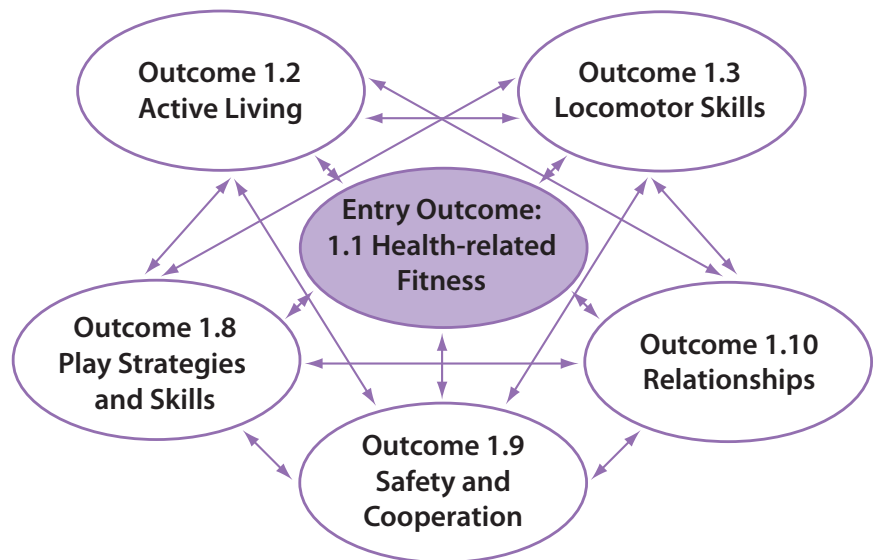 Outcome 1.2
Active Living
Outcome 1.3
Locomotor Skills
Entry Outcome:
1.1 Health-related
Fitness
Outcome 1.8
Play Strategies
and Skills
Outcome 1.10
Relationships
Outcome 1.9
Safety and
Cooperation